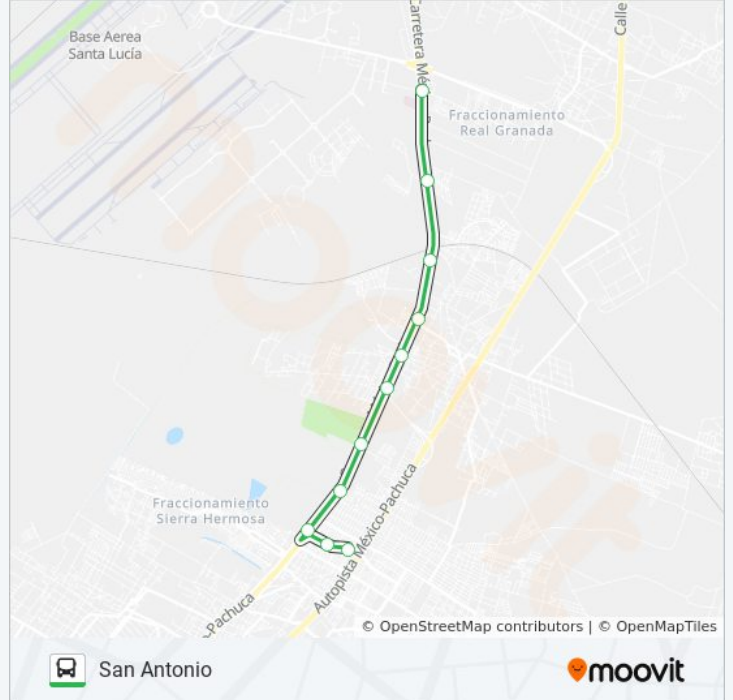 Base Aerea
Santa Lucía
Carretera Mé
Calle
Fraccionamiento
Real Granada
Fraccionamiento
Sierra Hermosa
Autopista México-Pachuca
o-Pachuca
© OpenStreetMap contributors | © OpenMapTiles
San Antonio
moovit